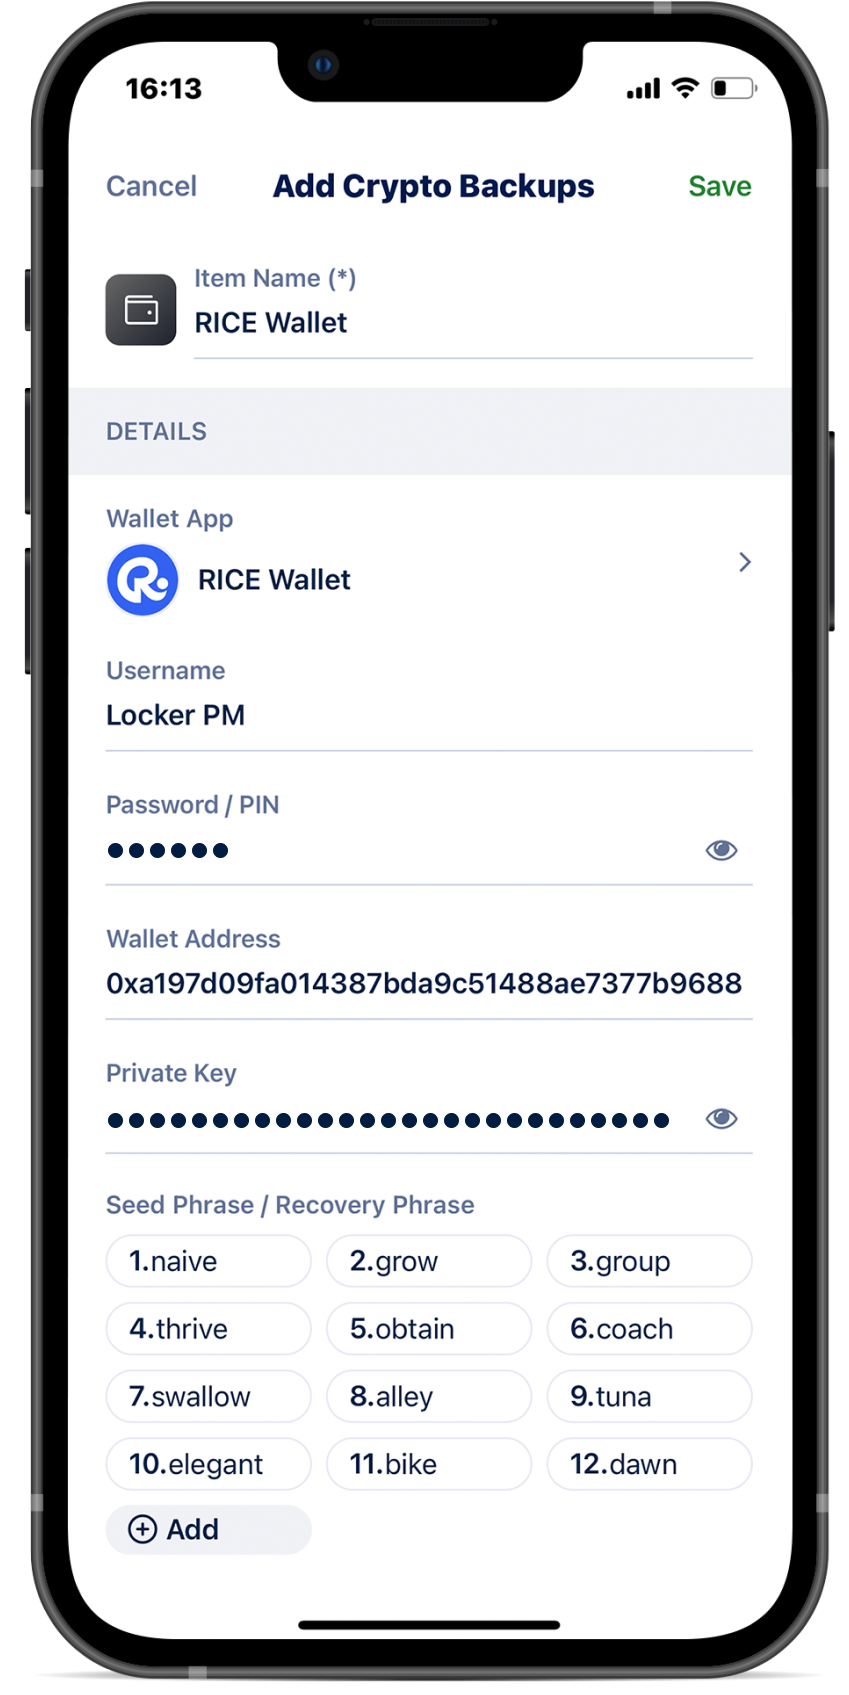 16:13
Cancel Add Crypto Backups Save
Item Name (*)
RICE Wallet
DETAILS
Wallet App
RICE Wallet
Username
Locker PM
Password / PIN
••••••
Wallet Address
0xa197d09fa014387bda9c51488ae7377b9688
Private Key
•••••••••••••••••••••••••••
Seed Phrase / Recovery Phrase
1.naive 2.grow 3.group
4.thrive 5.obtain 6.coach
7.swallow 8.alley 9.tuna
10.elegant 11.bike 12.dawn
Add